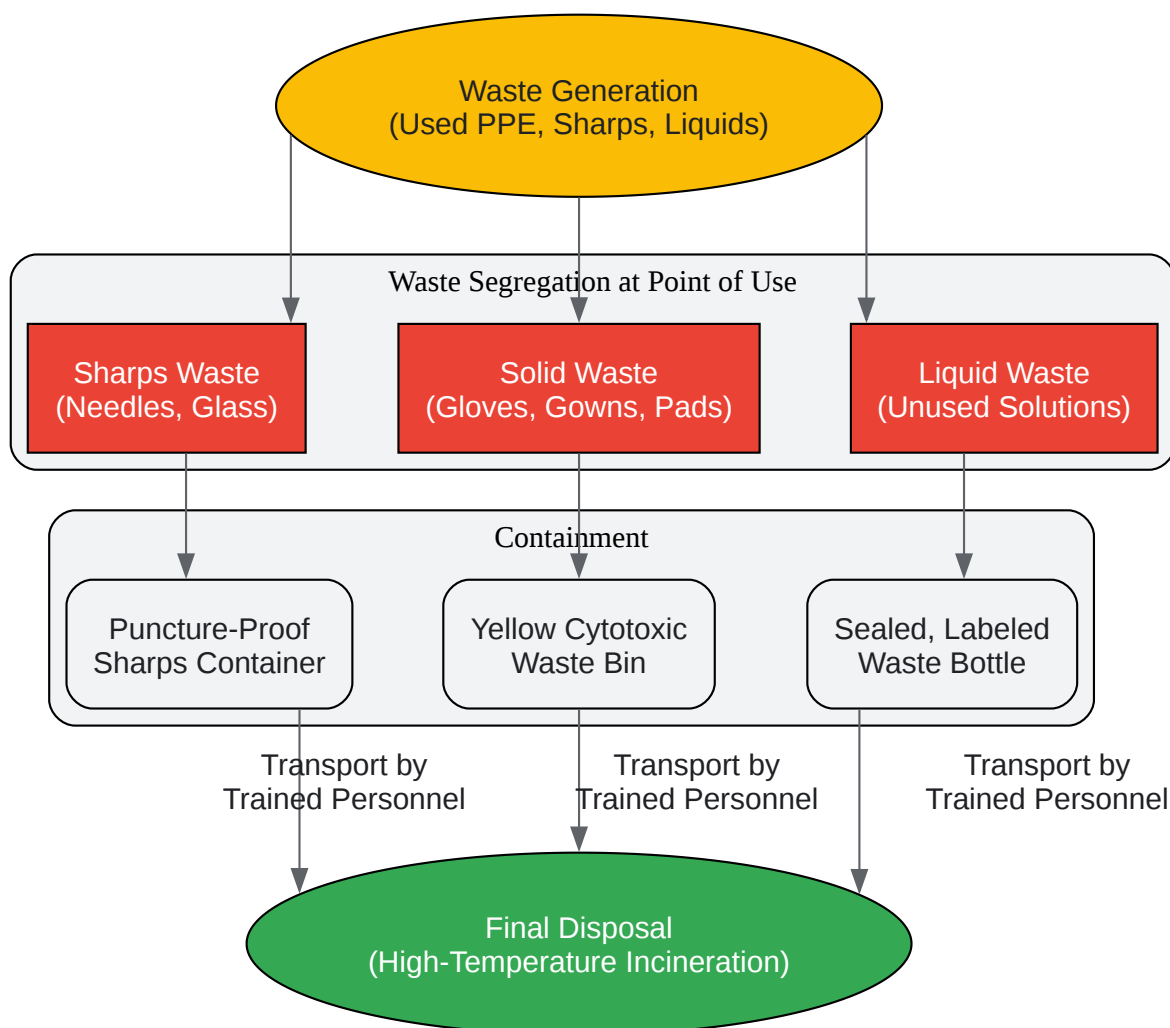 Waste Generation
(Used PPE, Sharps, Liquids)
Waste Segregation at Point of Use
Sharps Waste
(Needles, Glass)
Solid Waste
(Gloves, Gowns, Pads)
Liquid Waste
(Unused Solutions)
Containment
Puncture-Proof
Sharps Container
Yellow Cytotoxic
Waste Bin
Sealed, Labeled
Waste Bottle
Transport by
Trained Personnel
Transport by
Trained Personnel
Transport by
Trained Personnel
Final Disposal
(High-Temperature Incineration)